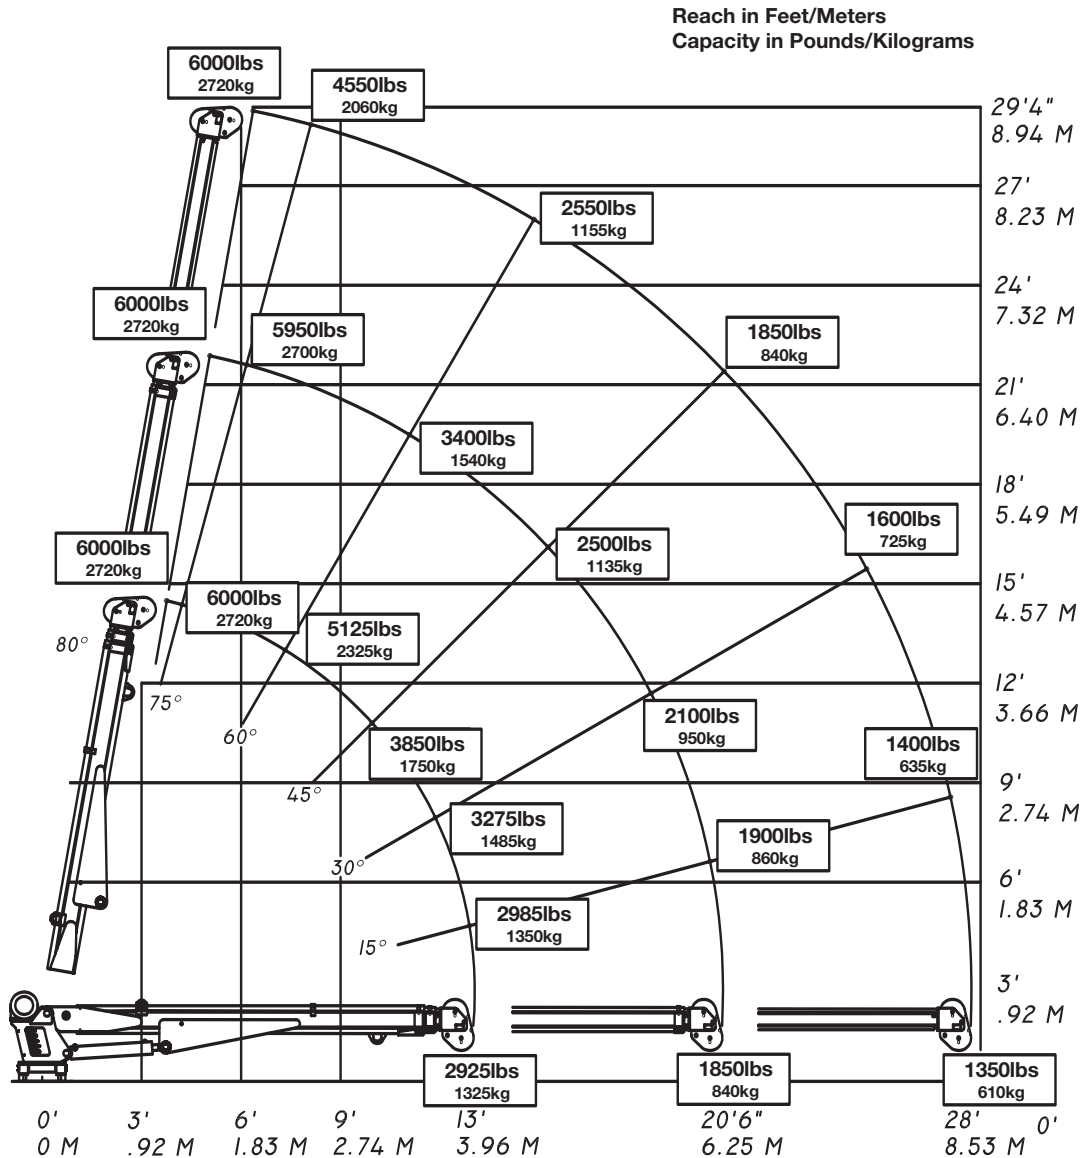 Reach in Feet/Meters
Capacity in Pounds/Kilograms
6000lbs
2720kg
4550lbs
2060kg
29'4"
8.94 M
27'
8.23 M
2550lbs
1155kg
24'
7.32 M
6000lbs
2720kg
5950lbs
2700kg
1850lbs
840kg
21'
6.40 M
3400lbs
1540kg
18'
5.49 M
1600lbs
725kg
6000lbs
2720kg
2500lbs
1135kg
15'
4.57 M
6000lbs
2720kg
5125lbs
2325kg
80°
75°
12'
3.66 M
60°
2100lbs
950kg
3850lbs
1750kg
1400lbs
635kg
45°
9'
2.74 M
3275lbs
1485kg
1900lbs
860kg
30°
6'
1.83 M
2985lbs
1350kg
15°
3'
.92 M
2925lbs
1325kg
1850lbs
840kg
1350lbs
610kg
0' 3' 6' 9' 13' 20'6" 28' 0'
0 M .92 M 1.83 M 2.74 M 3.96 M 6.25 M 8.53 M